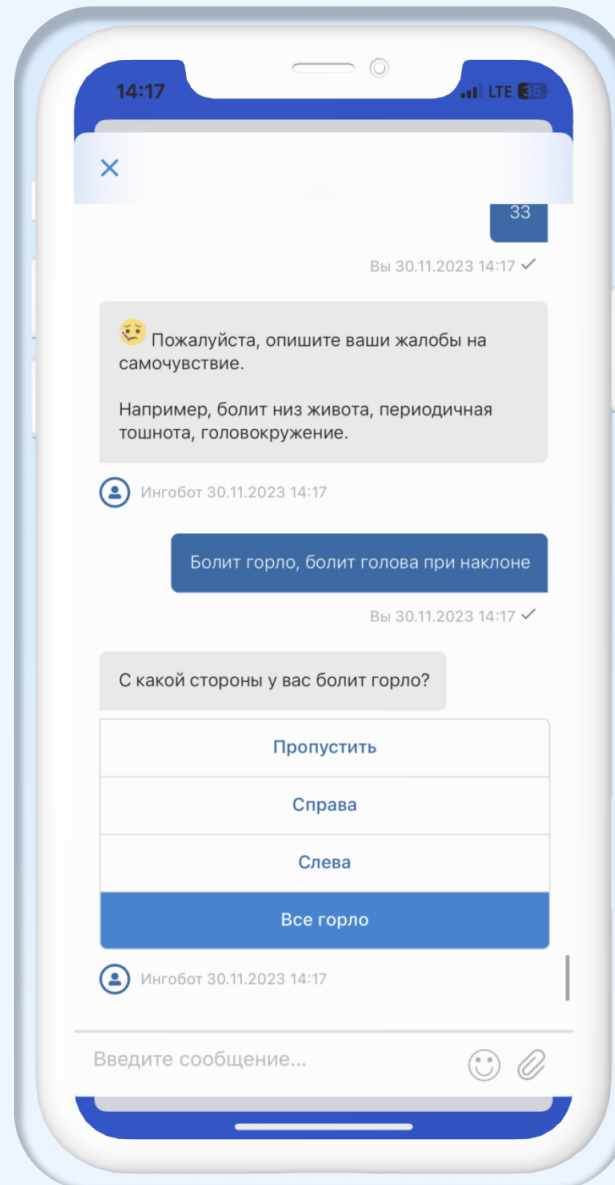 14:17
LTE 35
33
Вы 30.11.2023 14:17
Пожалуйста, опишите ваши жалобы на
самочувствие.
Например, болит низ живота, периодичная
тошнота, головокружение.
Ингобот 30.11.2023 14:17
Болит горло, болит голова при наклоне
Вы 30.11.2023 14:17
С какой стороны у вас болит горло?
Пропустить
Справа
Слева
Все горло
Ингобот 30.11.2023 14:17
Введите сообщение...